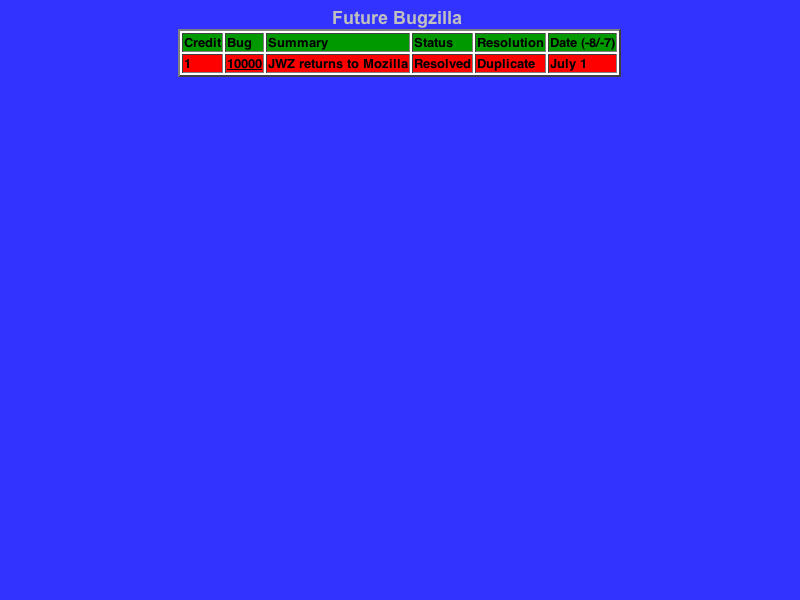 Future Bugzilla
Credit Bug Summary Status Resolution Date (-8/-7)
1 10000 JWZ returns to Mozilla Resolved Duplicate July 1